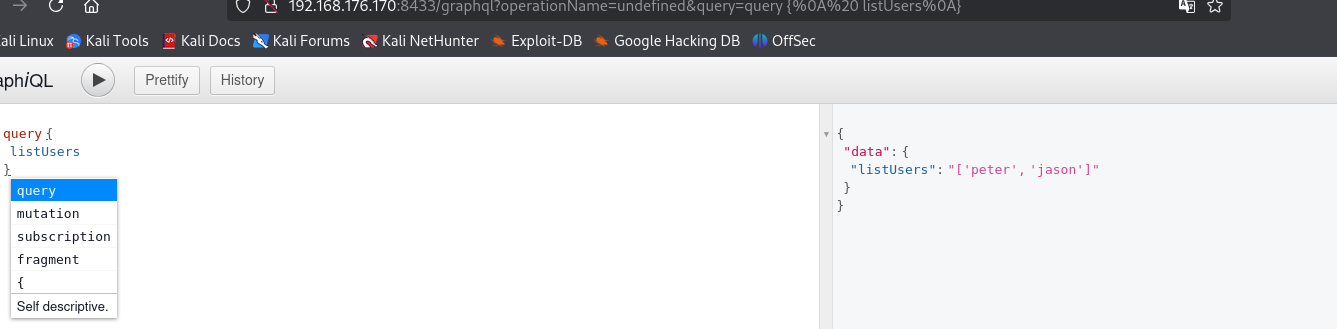 192.168.176.170:8433/graphql?operationName=undefined&query=query {%0A%20 listUsers%0A}
ali Linux Kali Tools Kali Docs Kali Forums Kali NetHunter Exploit-DB Google Hacking DB OffSec
aphiQL Prettify History
query {
listUsers
}
query
mutation
subscription
fragment
{
Self descriptive.
{
"data": {
"listUsers": "['peter', 'jason']"
}
}